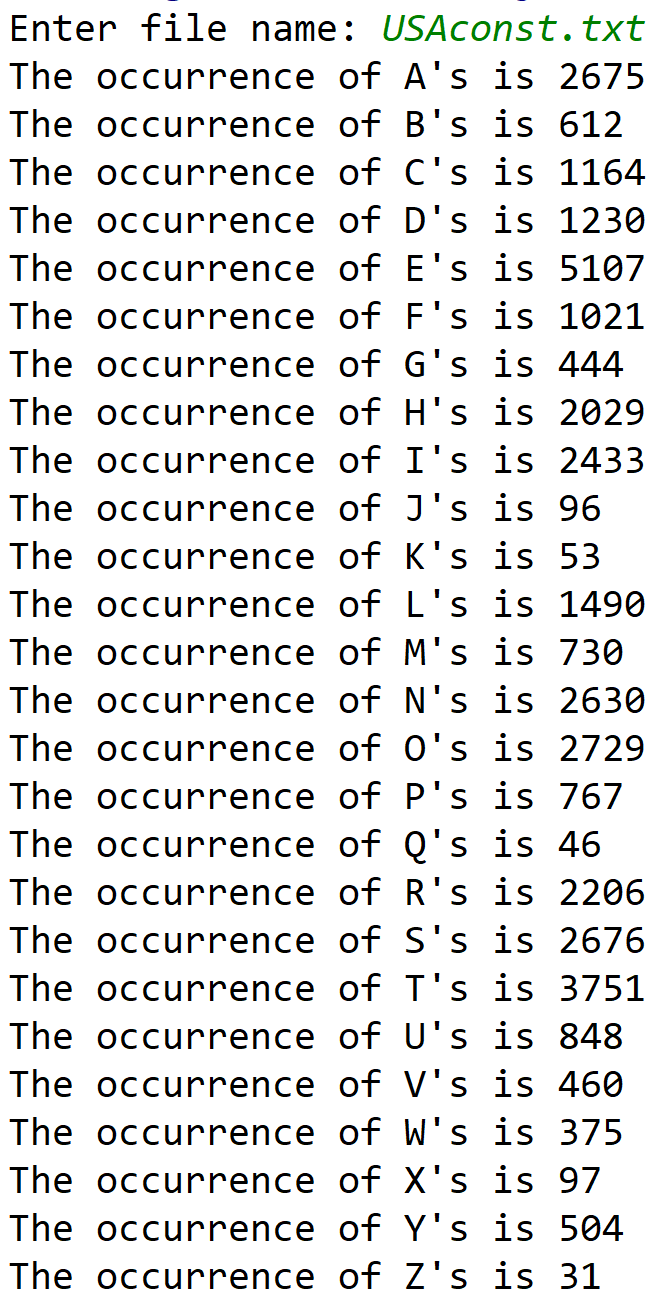 Enter file name: USAconst.txt
The occurrence of A's is 2675
The occurrence of B's is 612
The occurrence of C's is 1164
The occurrence of D's is 1230
The occurrence of E's is 5107
The occurrence of F's is 1021
The occurrence of G's is 444
The occurrence of H's is 2029
The occurrence of I's is 2433
The occurrence of J's is 96
The occurrence of K's is 53
The occurrence of L's is 1490
The occurrence of M's is 730
The occurrence of N's is 2630
The occurrence of O's is 2729
The occurrence of P's is 767
The occurrence of Q's is 46
The occurrence of R's is 2206
The occurrence of S's is 2676
The occurrence of T's is 3751
The occurrence of U's is 848
The occurrence of V's is 460
The occurrence of W's is 375
The occurrence of X's is 97
The occurrence of Y's is 504
The occurrence of Z's is 31